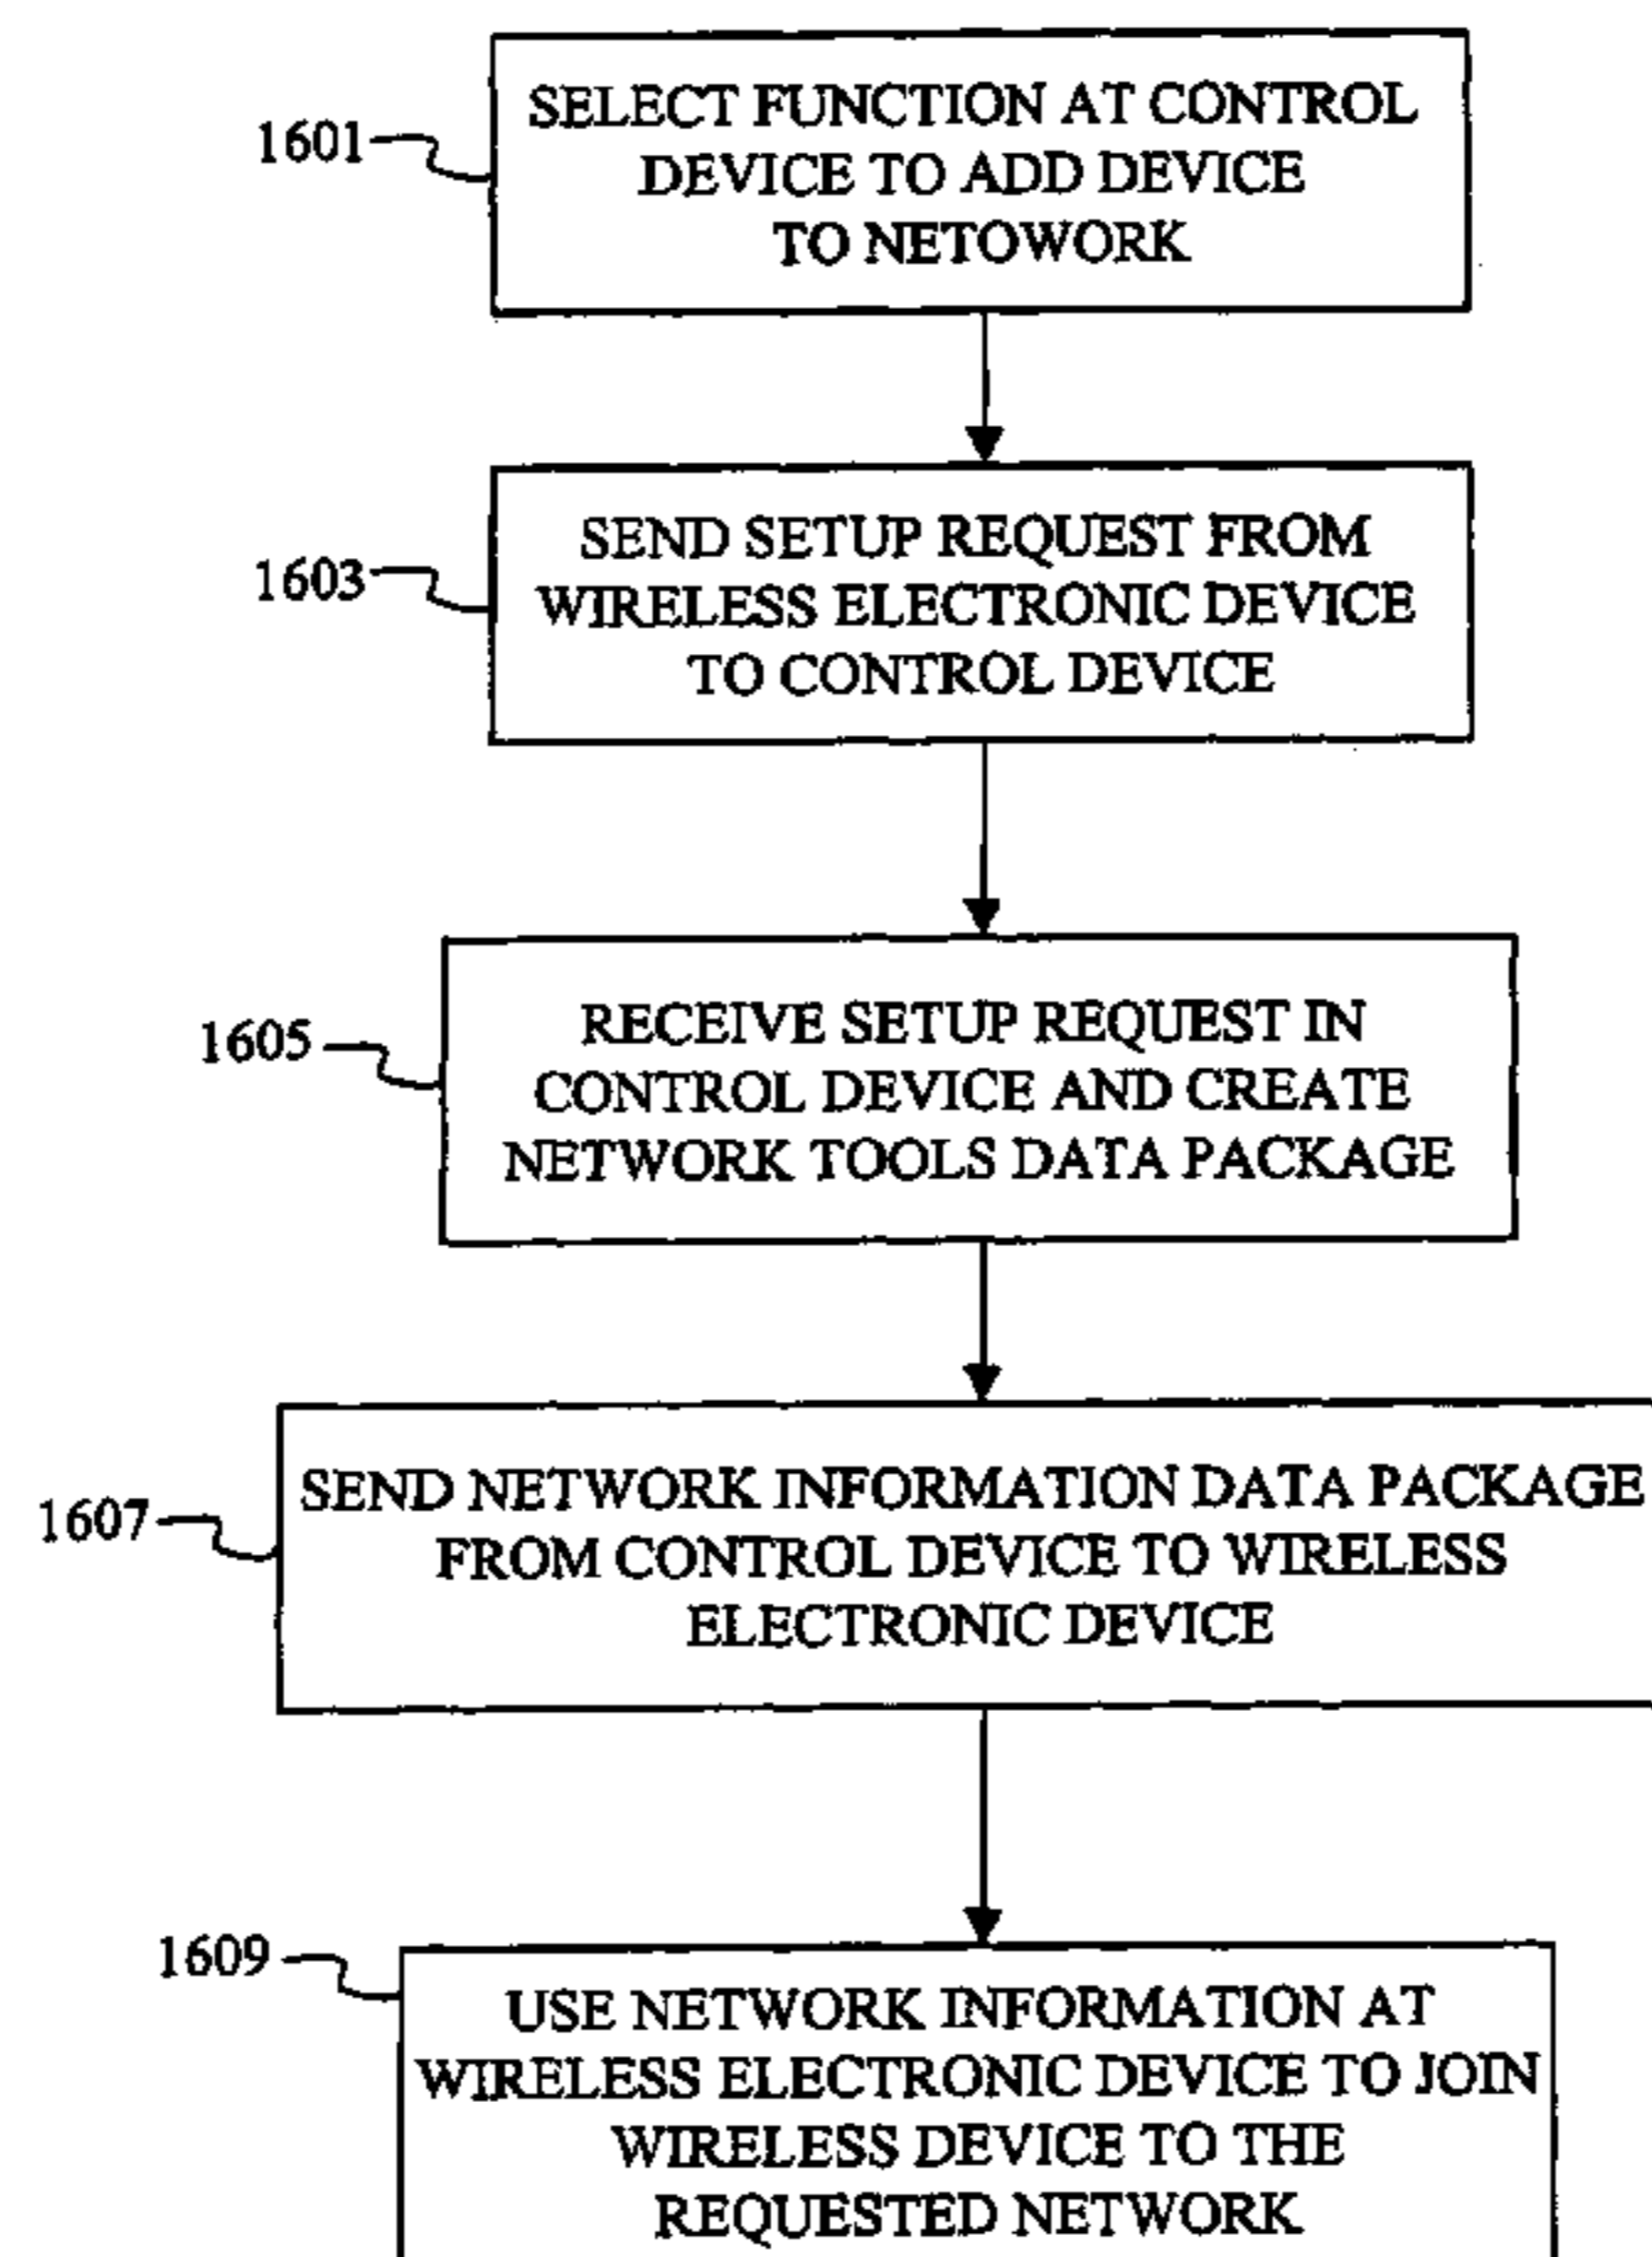 1601
SELECT FUNCTION AT CONTROL
DEVICE TO ADD DEVICE
TO NETOWORK
1603
SEND SETUP REQUEST FROM
WIRELESS ELECTRONIC DEVICE
TO CONTROL DEVICE
1605
RECEIVE SETUP REQUEST IN
CONTROL DEVICE AND CREATE
NETWORK TOOLS DATA PACKAGE
1607
SEND NETWORK INFORMATION DATA PACKAGE
FROM CONTROL DEVICE TO WIRELESS
ELECTRONIC DEVICE
1609
USE NETWORK INFORMATION AT
WIRELESS ELECTRONIC DEVICE TO JOIN
WIRELESS DEVICE TO THE
REQUESTED NETWORK